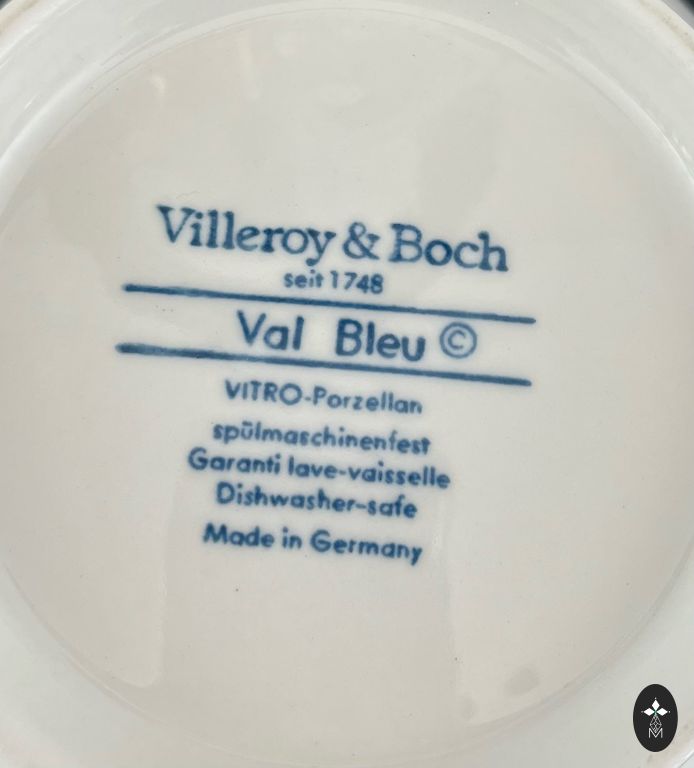 Villeroy & Boch
seit 1748
Val Bleu ©
VITRO-Porzellan
spülmaschinenfest
Garanti lave-vaisselle
Dishwasher-safe
Made in Germany
M